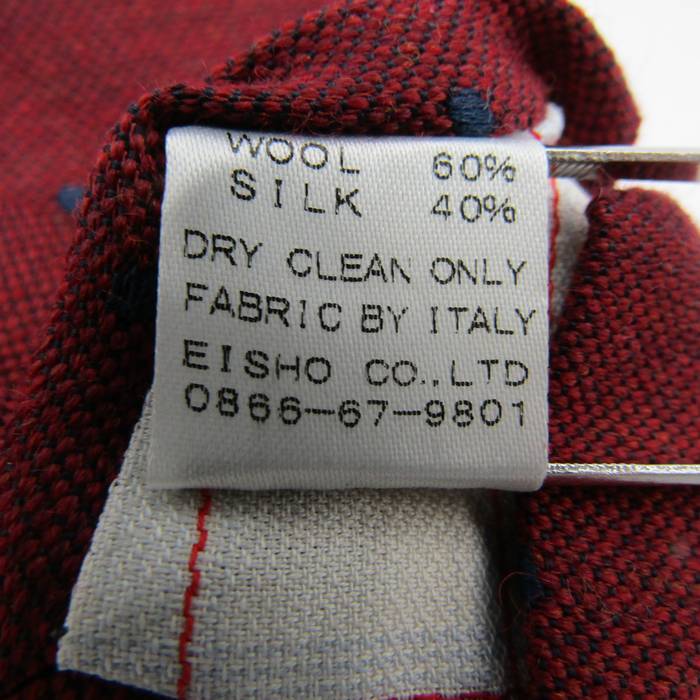 WOOL 60%
SILK 40%
DRY CLEAN ONLY
FABRIC BY ITALY
EISHO CO.,LTD
0866-67-9801